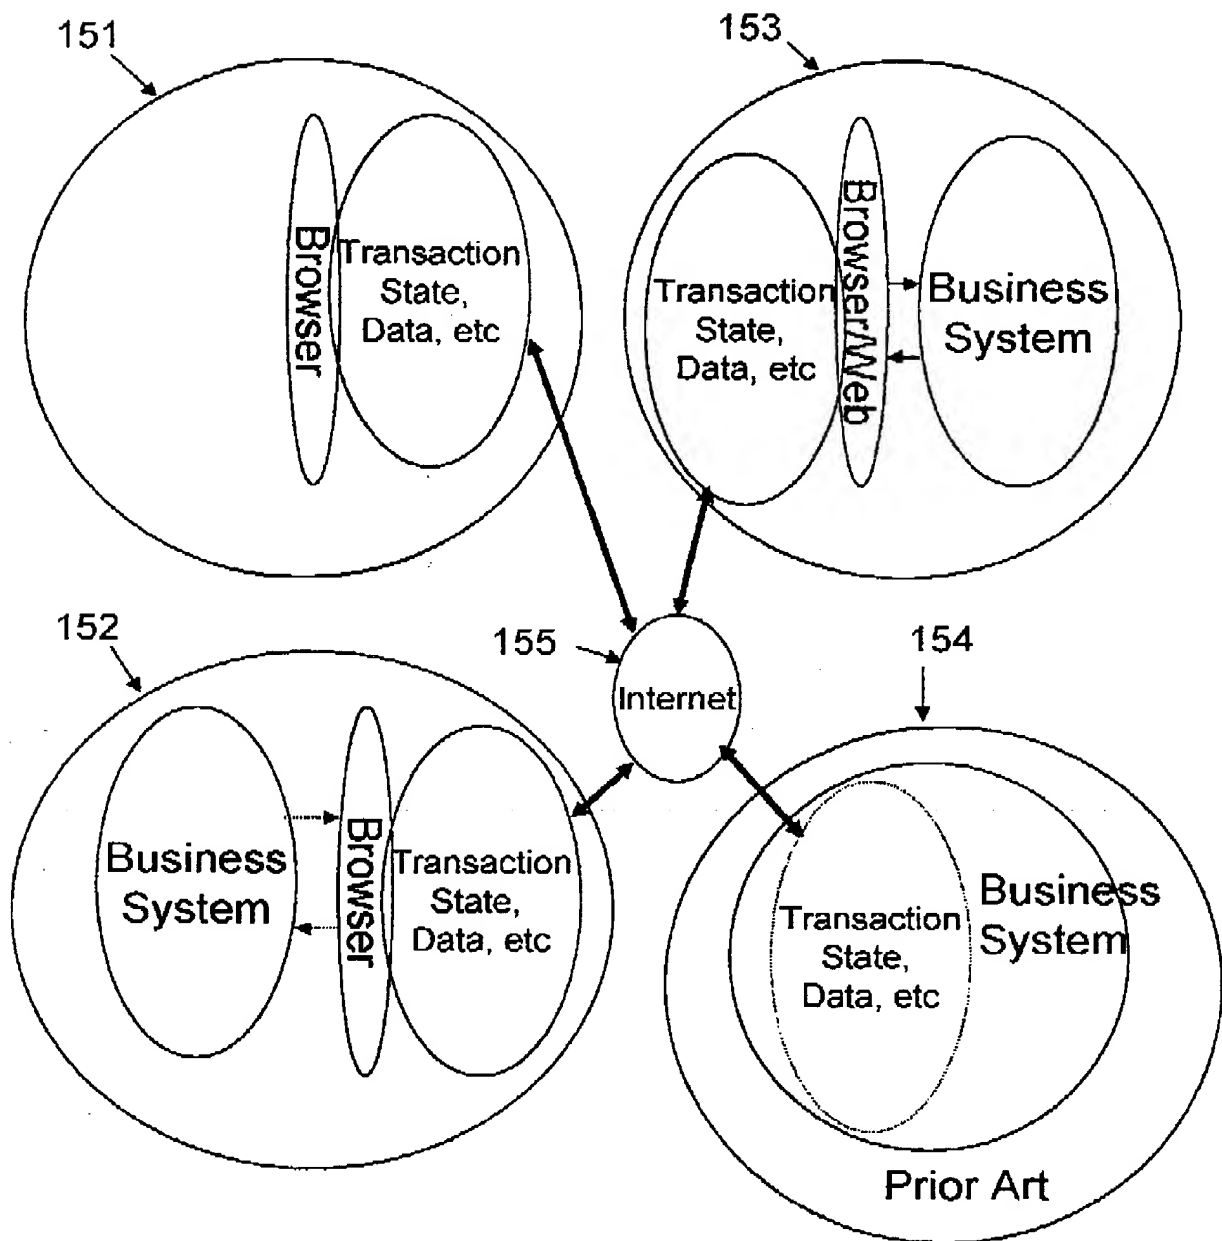 151
153
Browser
Transaction
State,
Data, etc
Transaction
State,
Data, etc
Browser/Web
Business
System
152
155
154
Internet
Business
System
Browser
Transaction
State,
Data, etc
Transaction
State,
Data, etc
Business
System
Prior Art